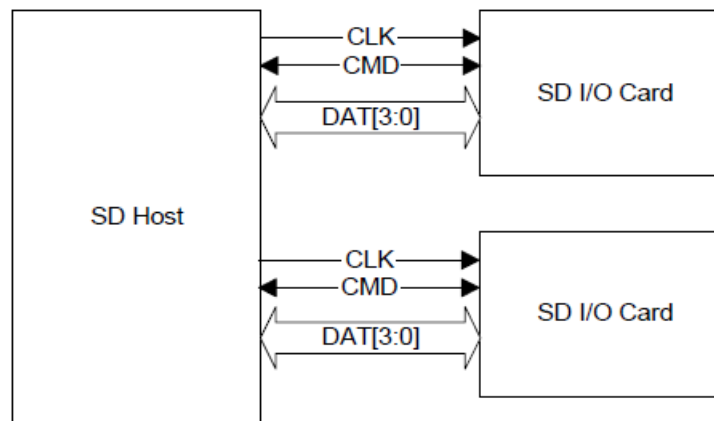 CLK
CMD
SD I/O Card
DAT[3:0]
SD Host
CLK
CMD
SD I/O Card
DAT[3:0]